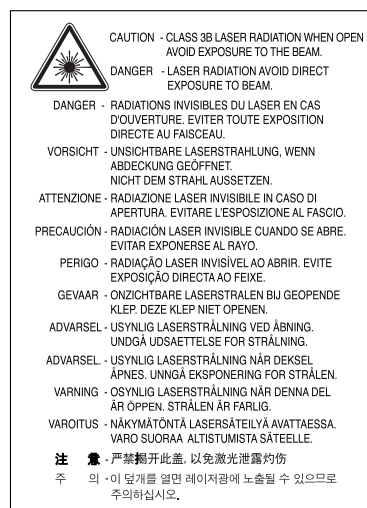 CAUTION - CLASS 3B LASER RADIATION WHEN OPEN
AVOID EXPOSURE TO THE BEAM.
DANGER - LASER RADIATION AVOID DIRECT
EXPOSURE TO BEAM.
DANGER - RADIATIONS INVISIBLES DU LASER EN CAS
D'OUVERTURE. EVITER TOUTE EXPOSITION
DIRECTE AU FAISCEAU.
VORSICHT - UNSICHTBARE LASERSTRAHLUNG, WENN
ABDECKUNG GEÖFFNET.
NICHT DEM STRAHL AUSSETZEN.
ATTENZIONE - RADIAZIONE LASER INVISIBILE IN CASO DI
APERTURA. EVITARE L'ESPOSIZIONE AL FASCIO.
PRECAUCIÓN - RADIACIÓN LASER INVISIBLE CUANDO SE ABRE.
EVITAR EXPONERSE AL RAYO.
PERIGO - RADIAÇÃO LASER INVISÍVEL AO ABRIR. EVITE
EXPOSIÇÃO DIRECTA AO FEIXE.
GEVAAR - ONZICHTBARE LASERSTRALEN BIJ GEOPENDE
KLEP. DEZE KLEP NIET OPENEN.
ADVARSEL - USYNLIG LASERSTRÅLNING VED ÅBNING.
UNDGÅ UDSAETTELSE FOR STRÅLNING.
ADVARSEL. - USYNLIG LASERSTRÅLNING NÅR DEKSEL
ÅPNES. UNNGÅ EKSPONERING FOR STRÅLEN.
VARNING - OSYNLIG LASERSTRÅLNING NÄR DENNA DEL
ÄR ÖPPEN. STRÅLEN ÄR FARLIG.
VAROITUS - NÄKYMÄTÖNTÄ LASERSÄTEILYÄ AVATTAESSA.
VARO SUORAA ALTISTUMISTA SÄTEELLE.
注 意 - 严禁揭开此盖, 以免激光泄露灼伤
주 의 - 이 덮개를 열면 레이저광에 노출될 수 있으므로
주의하십시오.